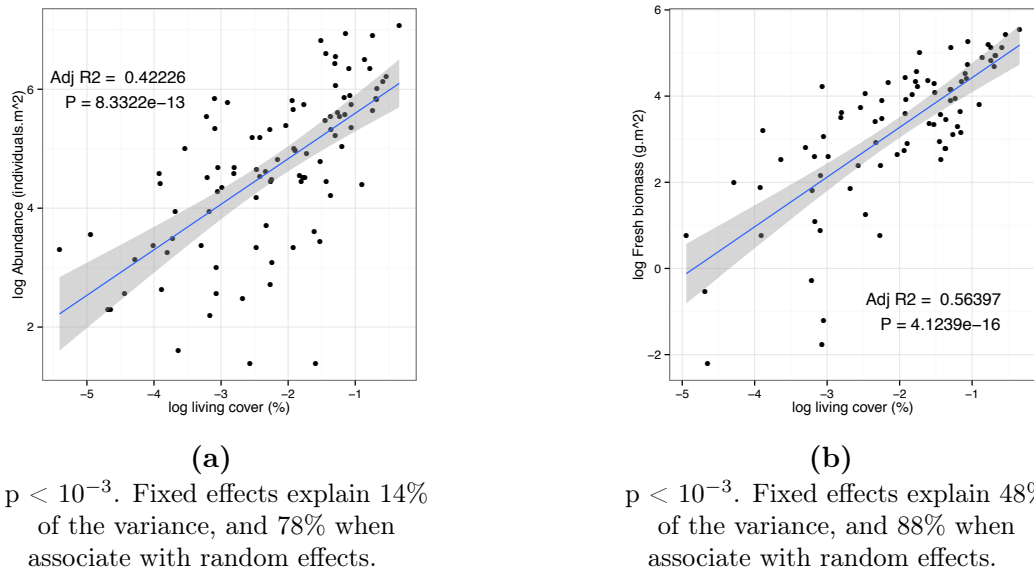 Adj R2 = 0.42226
P = 8.3322e−13
6
4
2
log Abundance (individuals.m^2)
−5 −4 −3 −2 −1
log living cover (%)
(a)
p < 10⁻³. Fixed effects explain 14%
of the variance, and 78% when
associate with random effects.
6
4
2
0
−2
log Fresh biomass (g.m^2)
Adj R2 = 0.56397
P = 4.1239e−16
−5 −4 −3 −2 −1
log living cover (%)
(b)
p < 10⁻³. Fixed effects explain 48%
of the variance, and 88% when
associate with random effects.